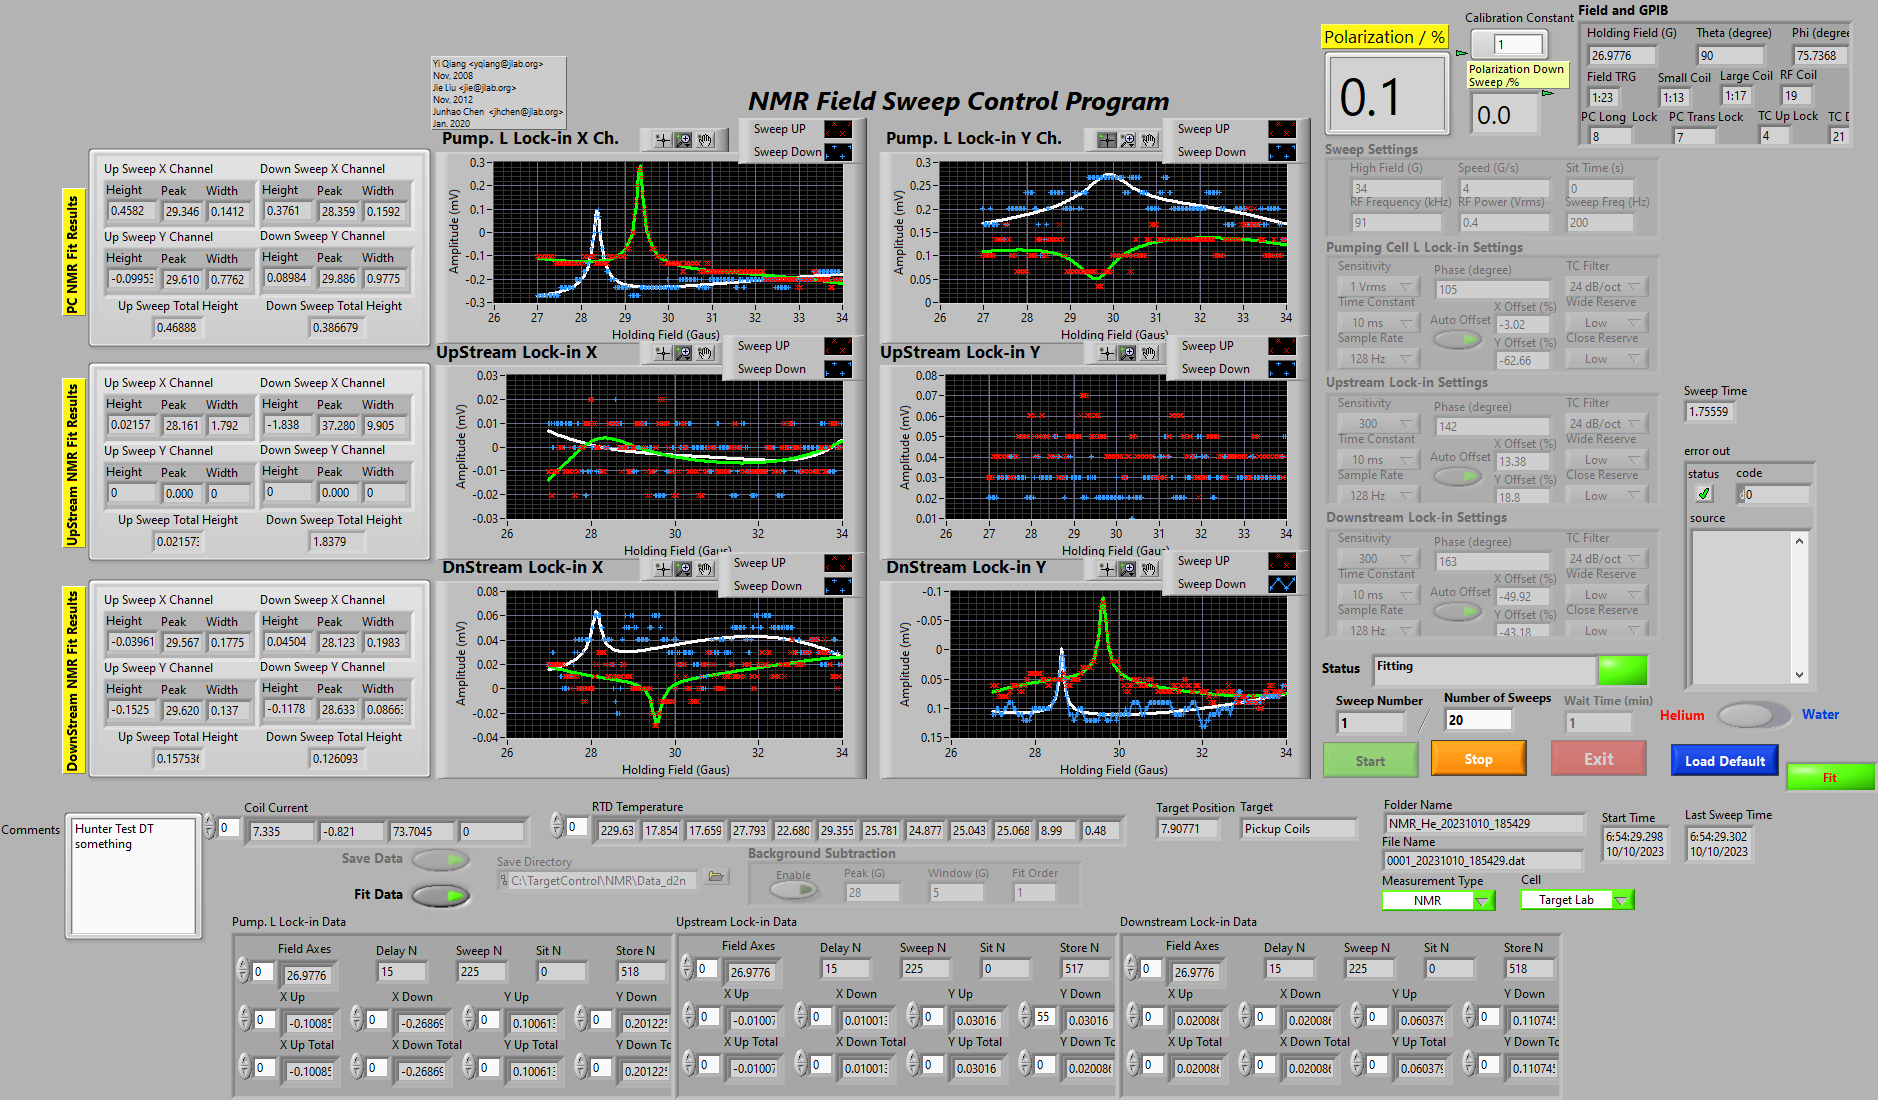 Yi Qiang <yqiang@jlab.org>
Nov, 2008
Jie Liu <jie@jlab.org>
Nov, 2012
Junhao Chen <jhchen@jlab.org>
Jan. 2020
NMR Field Sweep Control Program
Polarization / %
0.1
Calibration Constant
1
Polarization Down
Sweep /%
0.0
Field and GPIB
Holding Field (G) Theta (degree) Phi (degree
26.9776 90 75.7368
Field TRG Small Coil Large Coil RF Coil
1:23 1:13 1:17 19
PC Long Lock PC Trans Lock TC Up Lock TC D
8 7 4 21
PC NMR Fit Results
Up Sweep X Channel Down Sweep X Channel
Height Peak Width Height Peak Width
0.4582 29.346 0.1412 0.3761 28.359 0.1592
Up Sweep Y Channel Down Sweep Y Channel
Height Peak Width Height Peak Width
-0.0995 29.610 0.7762 0.08984 29.886 0.9775
Up Sweep Total Height Down Sweep Total Height
0.46888 0.386679
Pump. L Lock-in X Ch.
Sweep UP
Sweep Down
Amplitude (mV)
0.3
0.2
0.1
0
-0.1
-0.2
-0.3
26 27 28 29 30 31 32 33 34
Holding Field (Gaus)
Pump. L Lock-in Y Ch.
Sweep UP
Sweep Down
Amplitude (mV)
0.3
0.25
0.2
0.15
0.1
0.05
0
26 27 28 29 30 31 32 33 34
Holding Field (Gaus)
UpStream NMR Fit Results
Up Sweep X Channel Down Sweep X Channel
Height Peak Width Height Peak Width
0.02157 28.161 1.792 -1.838 37.280 9.905
Up Sweep Y Channel Down Sweep Y Channel
Height Peak Width Height Peak Width
0 0.000 0 0 0.000 0
Up Sweep Total Height Down Sweep Total Height
0.02157 1.8379
UpStream Lock-in X
Sweep UP
Sweep Down
Amplitude (mV)
0.03
0.02
0.01
0
-0.01
-0.02
-0.03
26 28 30 32 34
Holding Field (Gaus)
UpStream Lock-in Y
Sweep UP
Sweep Down
Amplitude (mV)
0.08
0.07
0.06
0.05
0.04
0.03
0.02
0.01
26 27 28 29 30 31 32 33 34
Holding Field (Gaus)
DownStream NMR Fit Results
Up Sweep X Channel Down Sweep X Channel
Height Peak Width Height Peak Width
-0.03961 29.567 0.1775 0.04504 28.123 0.1983
Up Sweep Y Channel Down Sweep Y Channel
Height Peak Width Height Peak Width
-0.1525 29.620 0.137 -0.1178 28.633 0.0866
Up Sweep Total Height Down Sweep Total Height
0.15753 0.126093
DnStream Lock-in X
Sweep UP
Sweep Down
Amplitude (mV)
0.08
0.06
0.04
0.02
0
-0.02
-0.04
26 28 30 32 34
Holding Field (Gaus)
DnStream Lock-in Y
Sweep UP
Sweep Down
Amplitude (mV)
-0.1
-0.05
0
0.05
0.1
0.15
26 28 30 32 34
Holding Field (Gaus)
Sweep Settings
High Field (G) Speed (G/s) Sit Time (s)
34 4 0
RF Frequency (kHz) RF Power (Vrms) Sweep Freq (Hz)
91 0.4 200
Pumping Cell L Lock-in Settings
Sensitivity Phase (degree) TC Filter
1 Vrms 105 24 dB/oct
Time Constant X Offset (%) Wide Reserve
10 ms Auto Offset -3.02 Low
Sample Rate Y Offset (%) Close Reserve
128 Hz -62.66 Low
Upstream Lock-in Settings
Sensitivity Phase (degree) TC Filter
300 142 24 dB/oct
Time Constant X Offset (%) Wide Reserve
10 ms Auto Offset 13.38 Low
Sample Rate Y Offset (%) Close Reserve
128 Hz 18.8 Low
Downstream Lock-in Settings
Sensitivity Phase (degree) TC Filter
300 163 24 dB/oct
Time Constant X Offset (%) Wide Reserve
10 ms Auto Offset -49.92 Low
Sample Rate Y Offset (%) Close Reserve
128 Hz -43.18 Low
Sweep Time
1.75559
error out
status code
0
source
Status Fitting
Sweep Number Number of Sweeps Wait Time (min)
1 / 20 1
Helium Water
Start Stop Exit Load Default Fit
Comments
Hunter Test DT
something
Coil Current
0 7.335 -0.821 73.7045 0
RTD Temperature
0 229.63 17.854 17.659 27.793 22.680 29.355 25.781 24.877 25.043 25.068 8.99 0.48
Target Position Target
7.90771 Pickup Coils
Folder Name
NMR_He_20231010_185429
File Name
0001_20231010_185429.dat
Start Time Last Sweep Time
6:54:29.298 6:54:29.302
10/10/2023 10/10/2023
Measurement Type Cell
NMR Target Lab
Save Data
Fit Data
Save Directory
C:\TargetControl\NMR\Data_d2n
Background Subtraction
Enable Peak (G) Window (G) Fit Order
28 5 1
Pump. L Lock-in Data
Field Axes Delay N Sweep N Sit N Store N
0 26.9776 15 225 0 518
X Up X Down Y Up Y Down
0 -0.1008 0 -0.26869 0 0.100613 0 0.20122
X Up Total X Down Total Y Up Total Y Down To
0 -0.1008 0 -0.26869 0 0.100613 0 0.20122
Upstream Lock-in Data
Field Axes Delay N Sweep N Sit N Store N
0 26.9776 15 225 0 517
X Up X Down Y Up Y Down
0 -0.01007 0 0.010013 0 0.03016 55 0.03016
X Up Total X Down Total Y Up Total Y Down To
0 -0.01007 0 0.010013 0 0.03016 0 0.020086
Downstream Lock-in Data
Field Axes Delay N Sweep N Sit N Store N
0 26.9776 15 225 0 518
X Up X Down Y Up Y Down
0 0.020086 0 0.020086 0 0.060379 0 0.11074
X Up Total X Down Total Y Up Total Y Down To
0 0.020086 0 0.020086 0 0.060379 0 0.11074